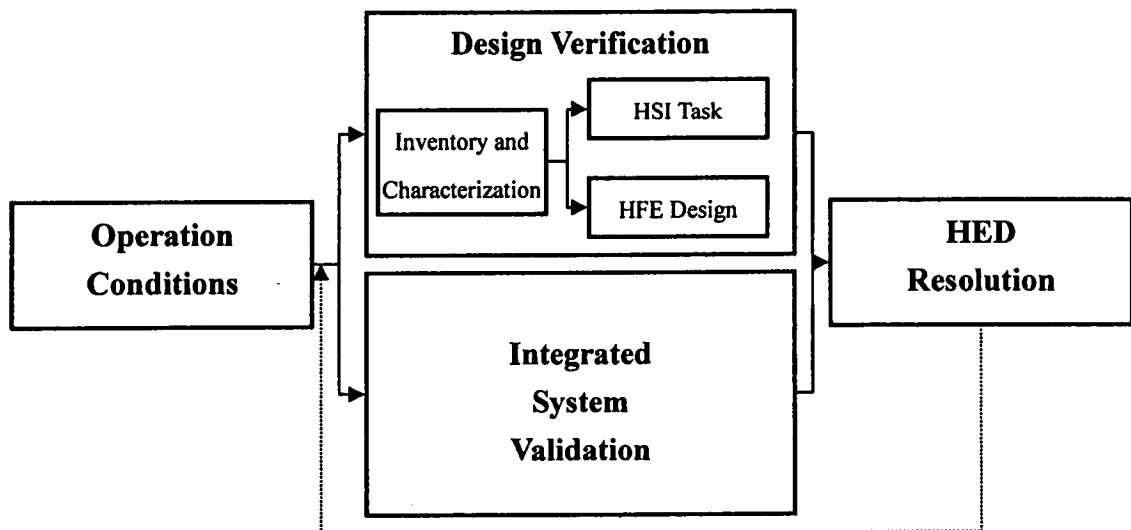 Design Verification
HSI Task
Inventory and
Characterization
HFE Design
Operation
Conditions
HED
Resolution
Integrated
System
Validation